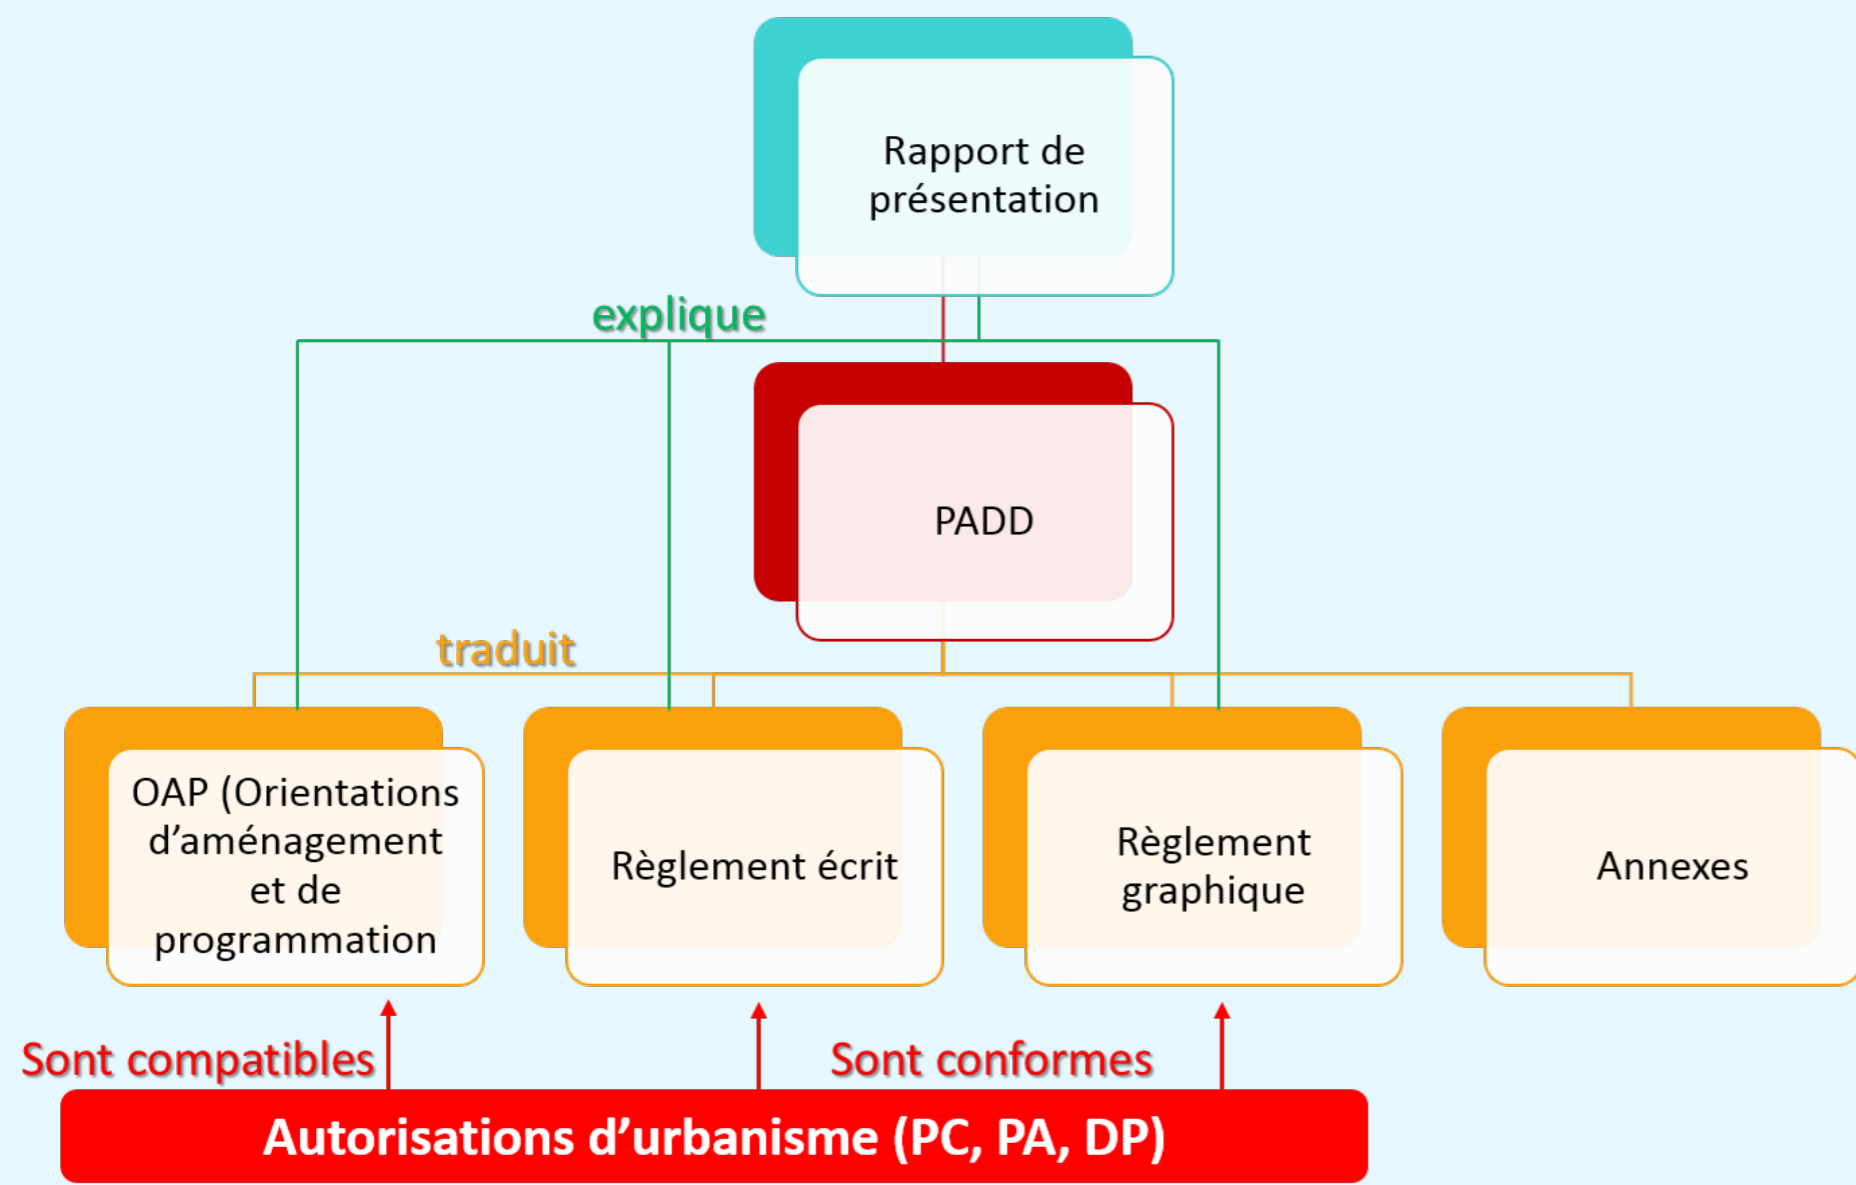 Rapport de
présentation
explique
PADD
traduit
OAP (Orientations
d’aménagement
et de
programmation
Règlement écrit
Règlement
graphique
Annexes
Sont compatibles
Sont conformes
Autorisations d’urbanisme (PC, PA, DP)